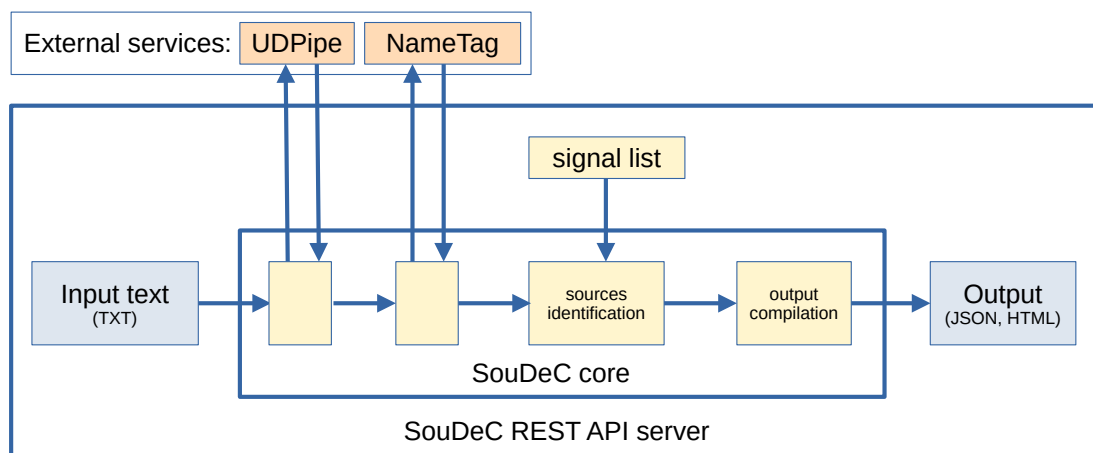 External services:
UDPipe
NameTag
signal list
Input text
(TXT)
sources
identification
output
compilation
Output
(JSON, HTML)
SouDeC core
SouDeC REST API server